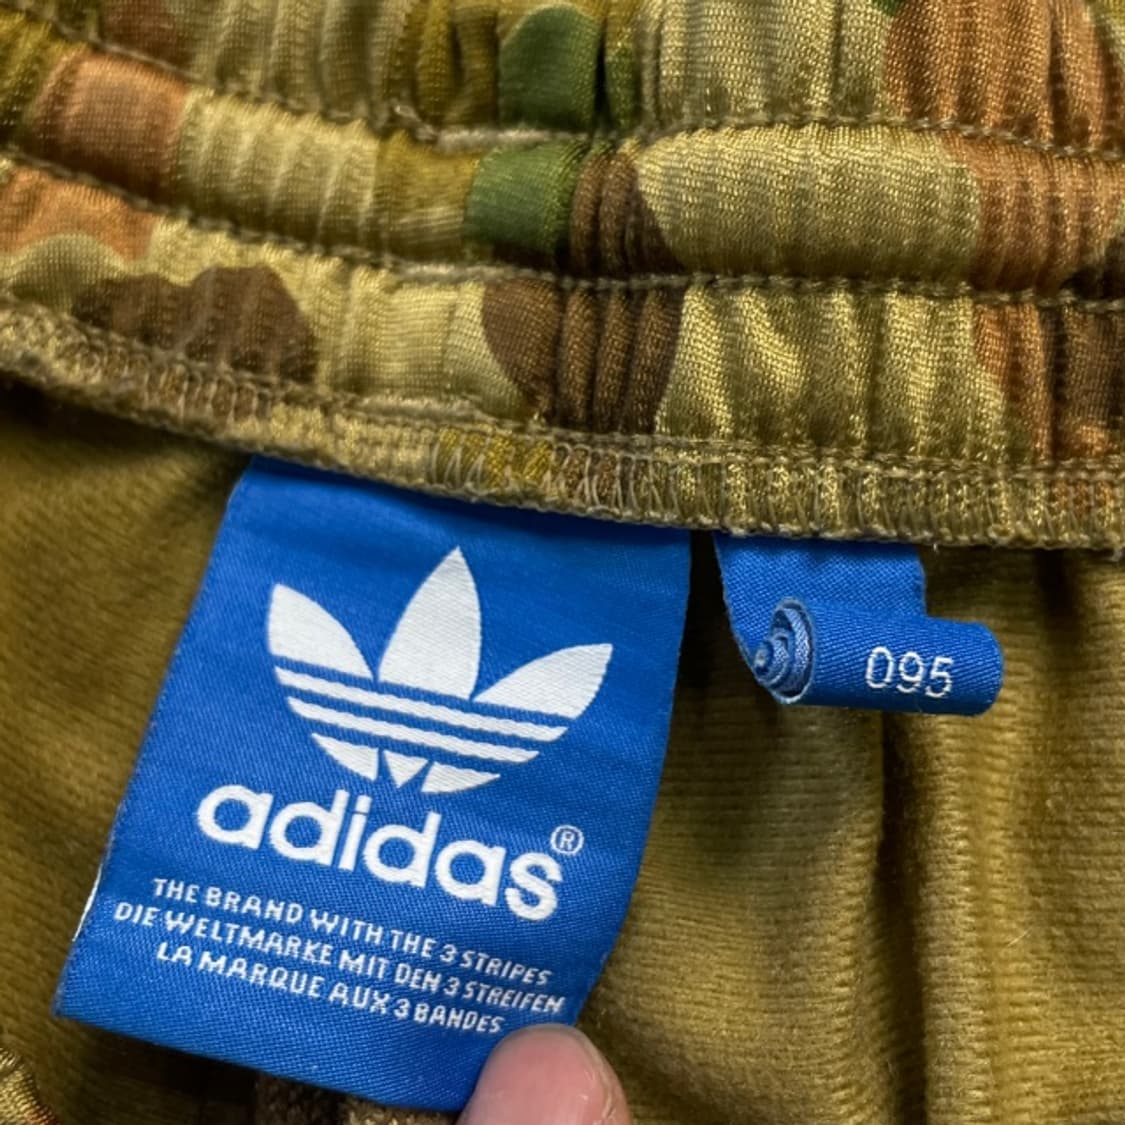 adidas®
THE BRAND WITH THE 3 STRIPES
DIE WELTMARKE MIT DEN 3 STREIFEN
LA MARQUE AUX 3 BANDES
095